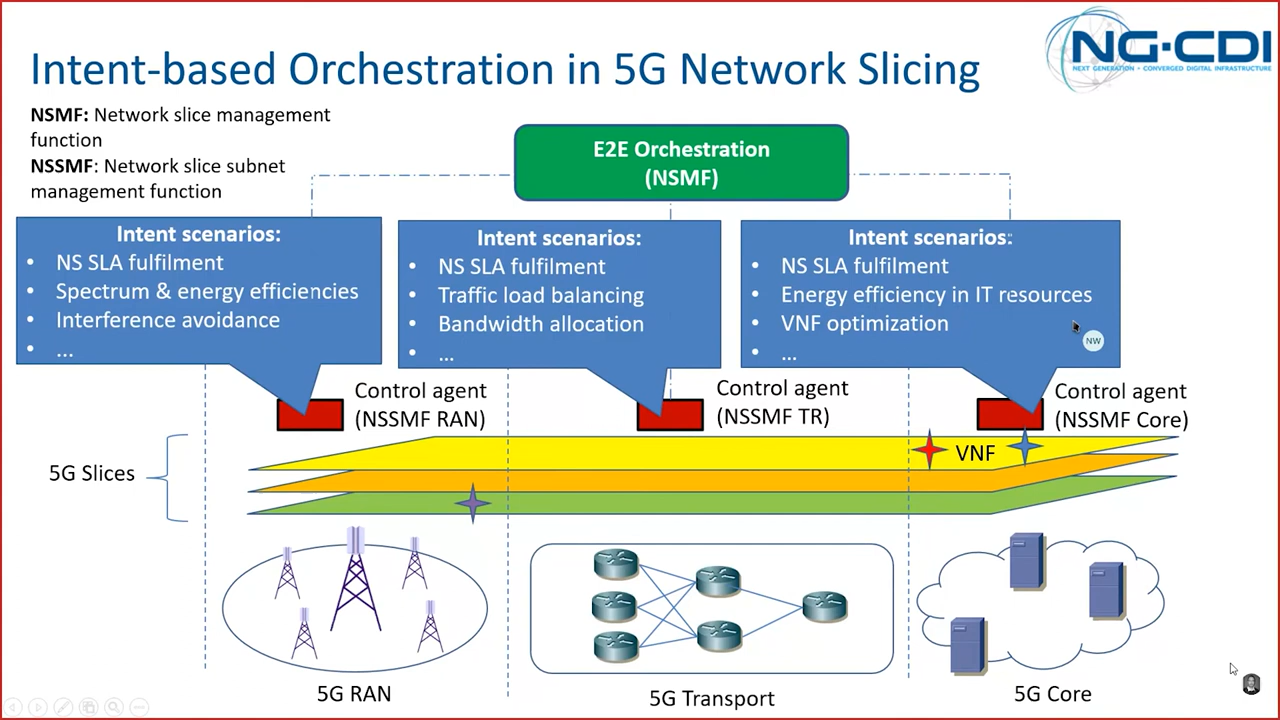 NG-CDI
NEXT GENERATION - CONVERGED DIGITAL INFRASTRUCTURE
Intent-based Orchestration in 5G Network Slicing
NSMF: Network slice management
function
NSSMF: Network slice subnet
management function
E2E Orchestration
(NSMF)
Intent scenarios:
• NS SLA fulfilment
• Spectrum & energy efficiencies
• Interference avoidance
• ...
Intent scenarios:
• NS SLA fulfilment
• Traffic load balancing
• Bandwidth allocation
• ...
Intent scenarios:
• NS SLA fulfilment
• Energy efficiency in IT resources
• VNF optimization
• ...
NW
Control agent
(NSSMF RAN)
Control agent
(NSSMF TR)
Control agent
(NSSMF Core)
5G Slices
VNF
5G RAN
5G Transport
5G Core